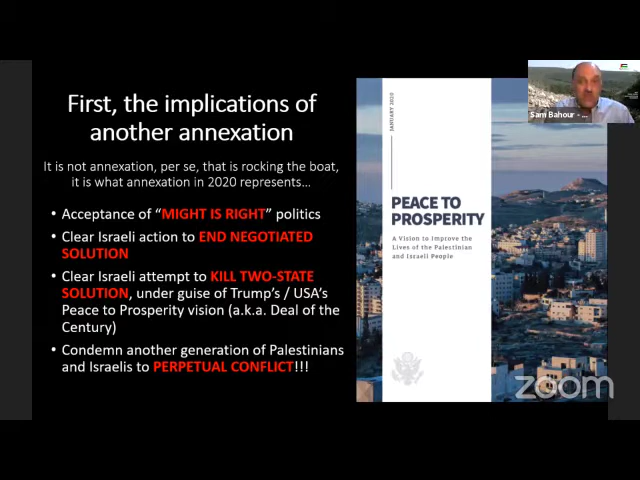 First, the implications of
another annexation
It is not annexation, per se, that is rocking the boat,
it is what annexation in 2020 represents…
• Acceptance of “MIGHT IS RIGHT” politics
• Clear Israeli action to END NEGOTIATED
SOLUTION
• Clear Israeli attempt to KILL TWO-STATE
SOLUTION, under guise of Trump’s / USA’s
Peace to Prosperity vision (a.k.a. Deal of the
Century)
• Condemn another generation of Palestinians
and Israelis to PERPETUAL CONFLICT!!!
JANUARY 2020
PEACE TO
PROSPERITY
A Vision to Improve the
Lives of the Palestinian
and Israeli People
Sam Bahour - ...
zoom